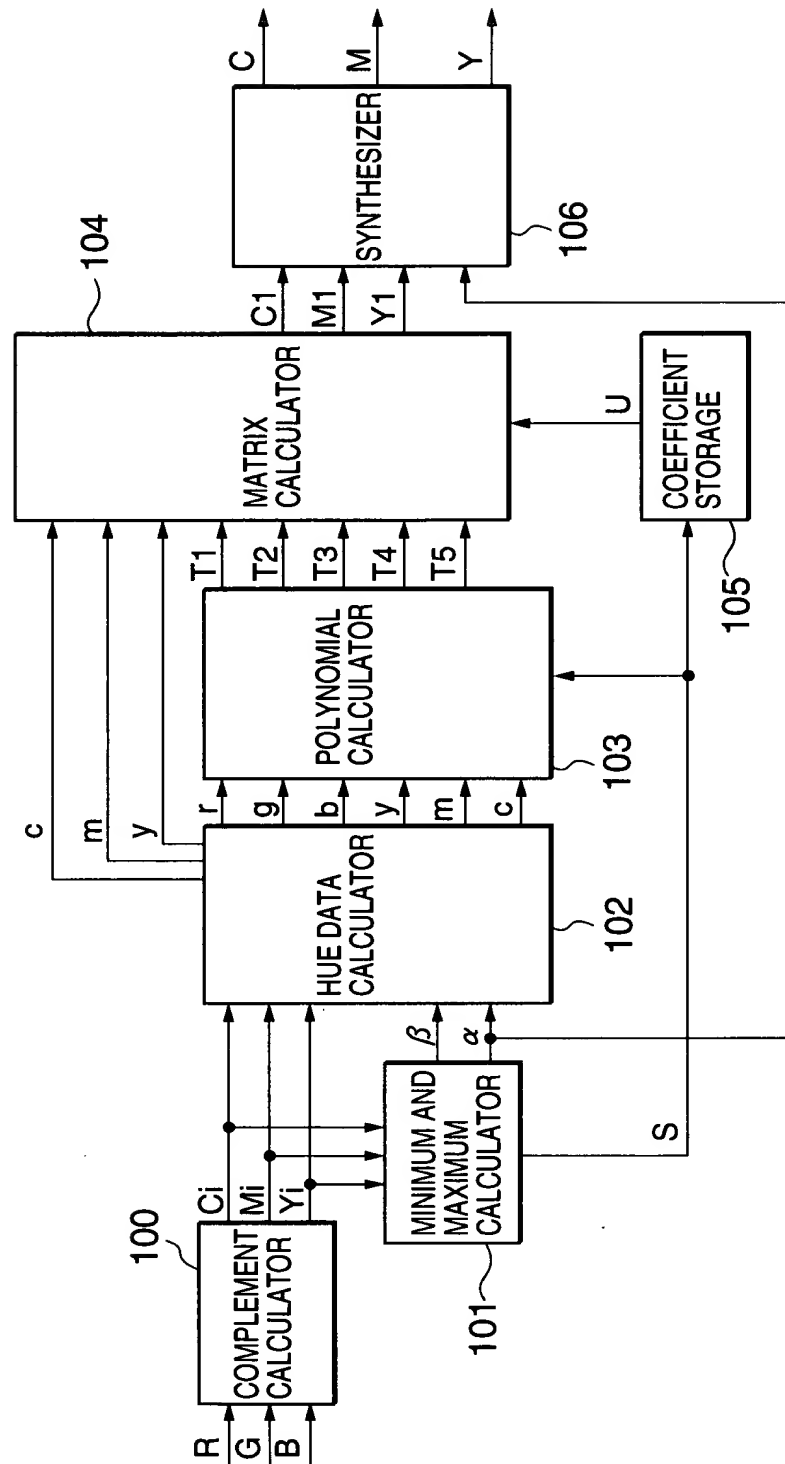 R
G
B
100
COMPLEMENT
CALCULATOR
Ci
Mi
Yi
MINIMUM AND
MAXIMUM
CALCULATOR
101
β
α
S
HUE DATA
CALCULATOR
102
c
m
y
r
g
b
y
m
c
POLYNOMIAL
CALCULATOR
103
T1
T2
T3
T4
T5
MATRIX
CALCULATOR
104
U
COEFFICIENT
STORAGE
105
C1
M1
Y1
SYNTHESIZER
106
C
M
Y